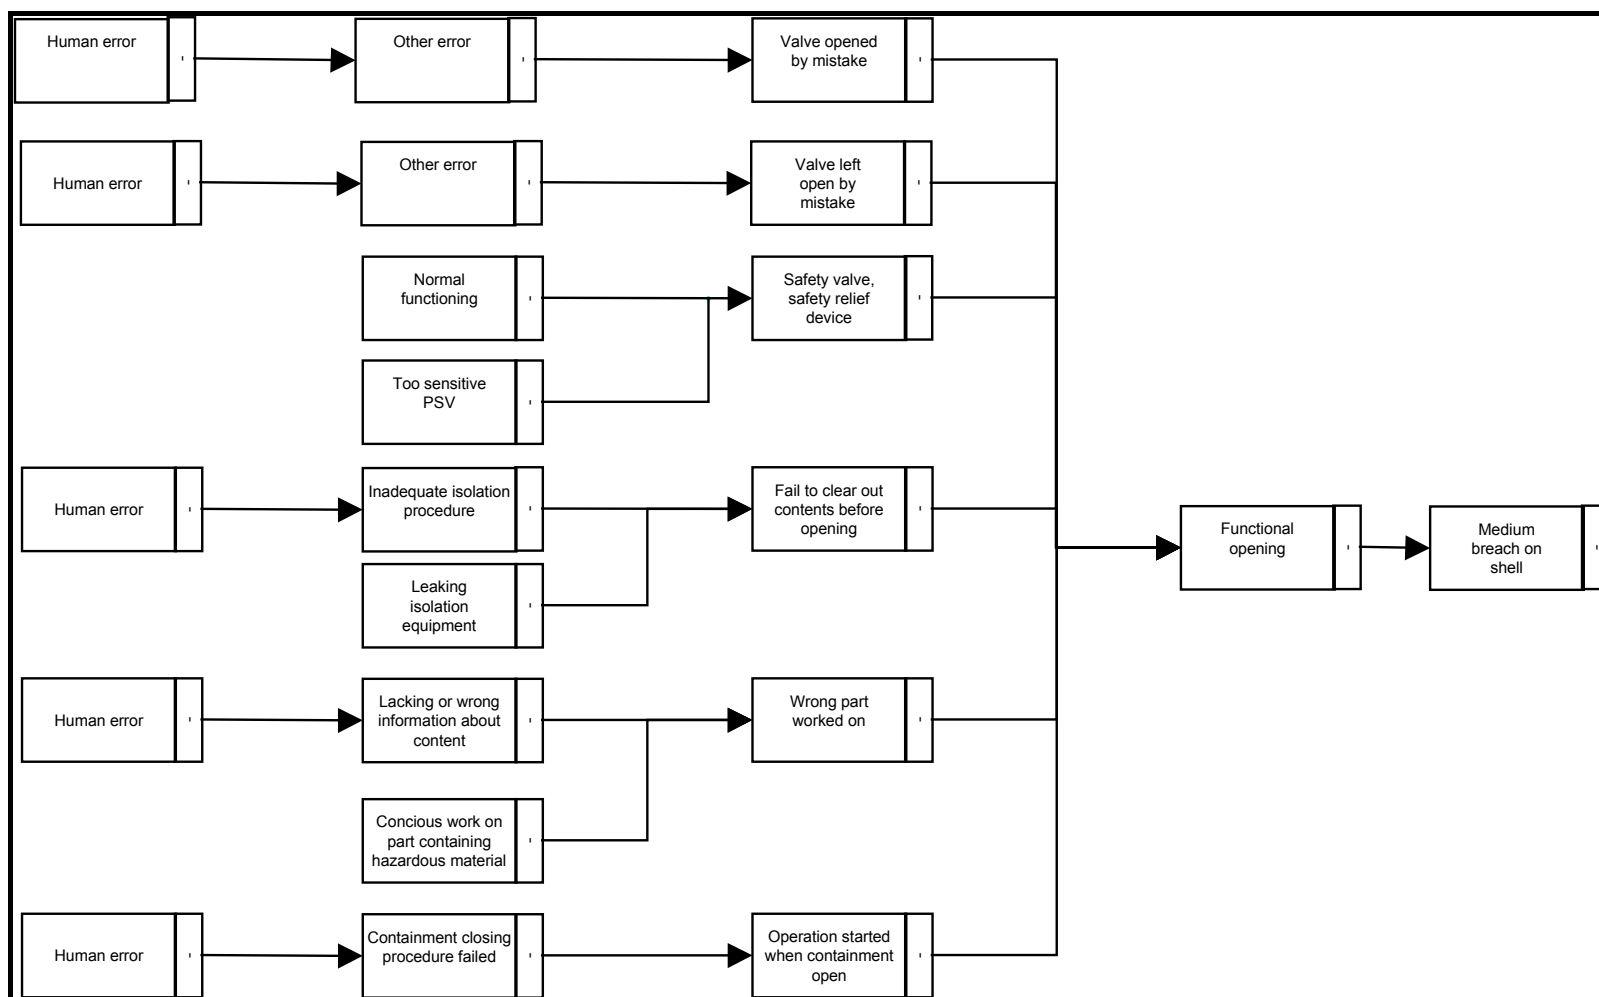 Human error
Other error
Valve opened
by mistake
Human error
Other error
Valve left
open by
mistake
Normal
functioning
Safety valve,
safety relief
device
Too sensitive
PSV
Human error
Inadequate isolation
procedure
Fail to clear out
contents before
opening
Functional
opening
Medium
breach on
shell
Leaking
isolation
equipment
Human error
Lacking or wrong
information about
content
Wrong part
worked on
Concious work on
part containing
hazardous material
Human error
Containment closing
procedure failed
Operation started
when containment
open